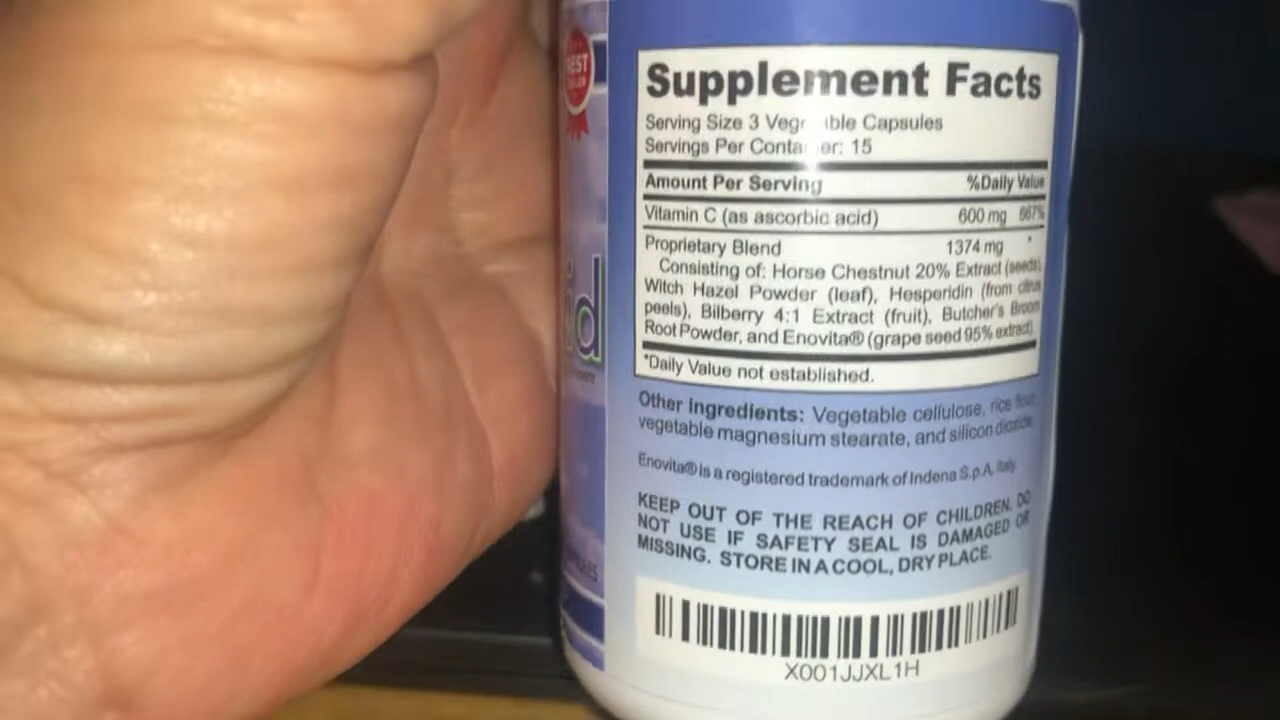 Supplement Facts
Serving Size 3 Vege ible Capsules
Servings Per Conta er: 15
Amount Per Serving %Daily Value
Vitamin C (as ascorbic acid) 600 mg 667%
Proprietary Blend 1374 mg *
Consisting of: Horse Chestnut 20% Extract (seeds),
Witch Hazel Powder (leaf), Hesperidin (from citrus
peels), Bilberry 4:1 Extract (fruit), Butcher's Broom
Root Powder, and Enovita® (grape seed 95% extract)
*Daily Value not established.
Other Ingredients: Vegetable cellulose, rice flour,
vegetable magnesium stearate, and silicon dioxide.
Enovita® is a registered trademark of Indena S.p.A, Italy.
KEEP OUT OF THE REACH OF CHILDREN. DO
NOT USE IF SAFETY SEAL IS DAMAGED OR
MISSING. STORE IN A COOL, DRY PLACE.
X001JJXL1H